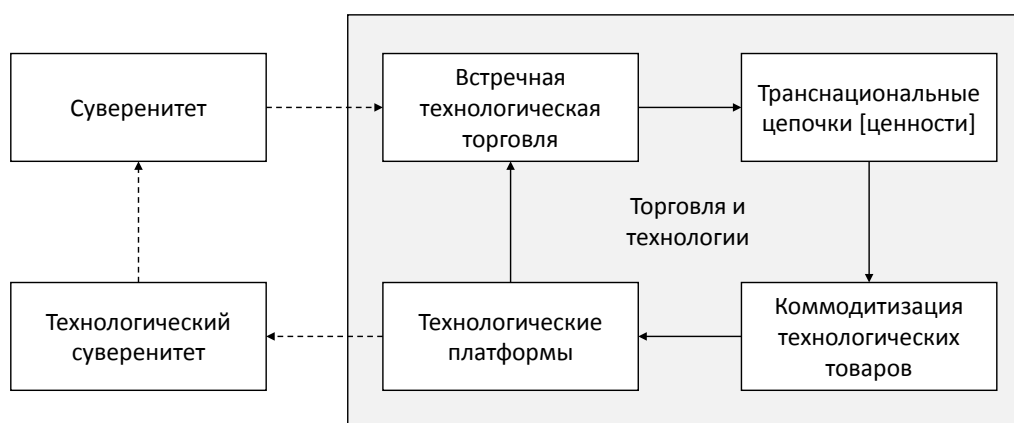 Суверенитет
Встречная
технологическая
торговля
Транснациональные
цепочки [ценности]
Торговля и
технологии
Технологический
суверенитет
Технологические
платформы
Коммодитизация
технологических
товаров